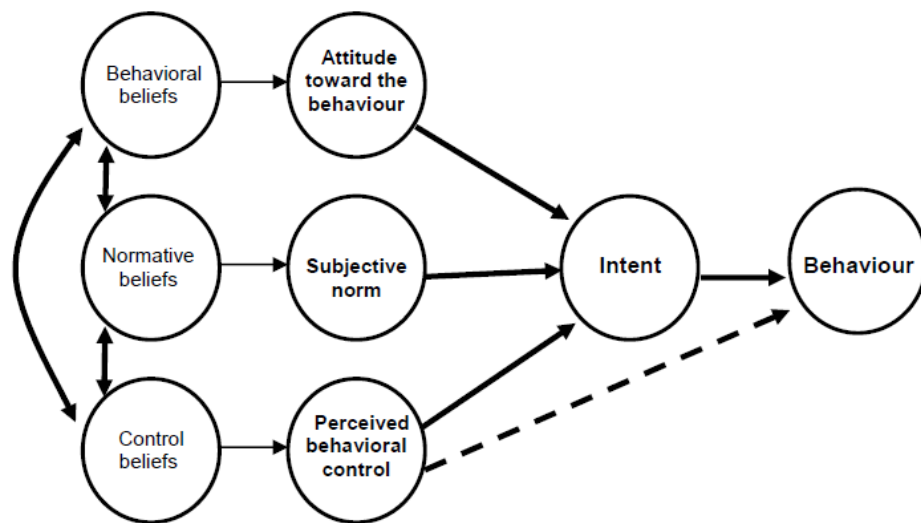 Behavioral
beliefs
Attitude
toward the
behaviour
Normative
beliefs
Subjective
norm
Intent
Behaviour
Control
beliefs
Perceived
behavioral
control